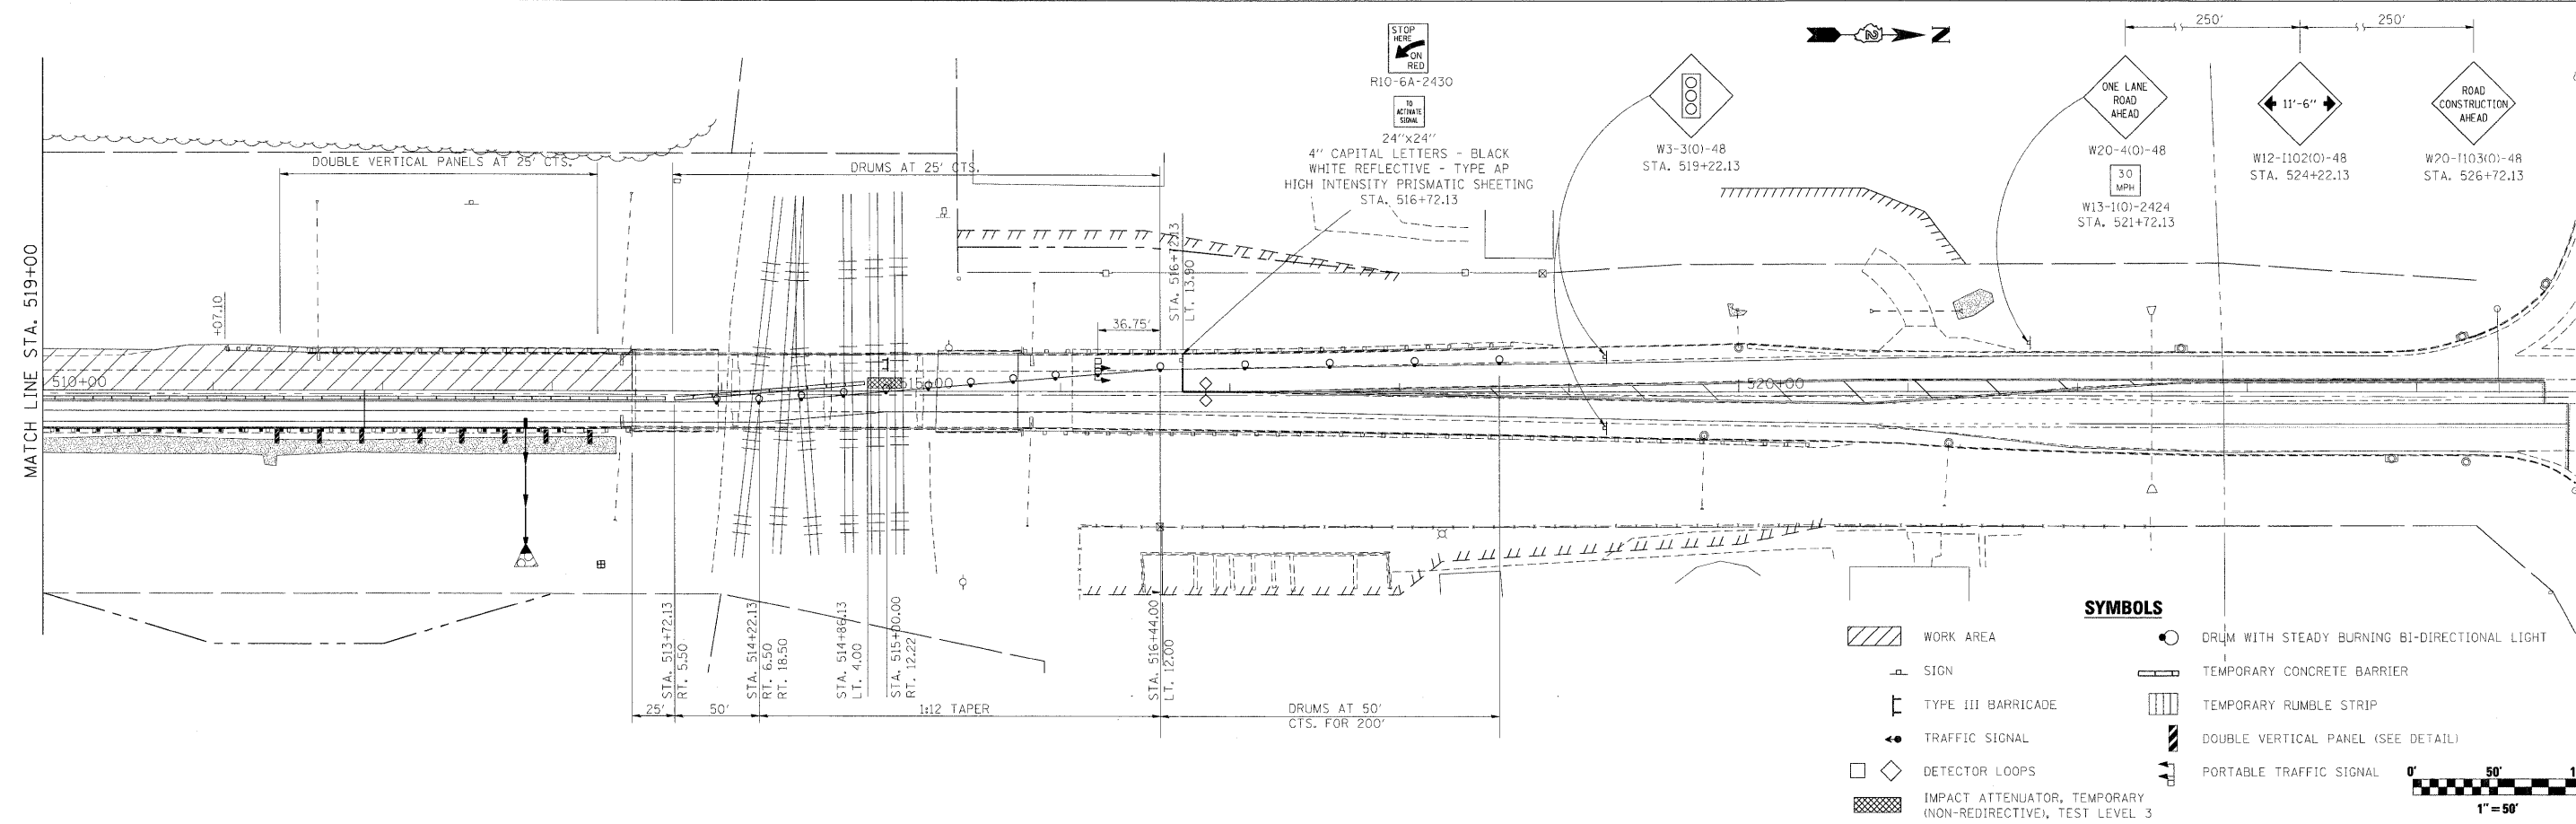 STOP
HERE
ON
RED
R10-6A-2430
10
ACTIVATE
SIGNAL
24''x24''
4'' CAPITAL LETTERS - BLACK
WHITE REFLECTIVE - TYPE AP
HIGH INTENSITY PRISMATIC SHEETING
STA. 516+72.13
N
W3-3(O)-48
STA. 519+22.13
250'
250'
ONE LANE
ROAD
AHEAD
W20-4(O)-48
30
MPH
W13-1(O)-2424
STA. 521+72.13
11'-6''
W12-I102(O)-48
STA. 524+22.13
ROAD
CONSTRUCTION
AHEAD
W20-I103(O)-48
STA. 526+72.13
DOUBLE VERTICAL PANELS AT 25' CTS.
DRUMS AT 25' CTS.
MATCH LINE STA. 519+00
+07.10
36.75'
STA. 516+72.13
LT. 13.90
510+00
515+00
520+00
STA. 513+72.13
RT. 5.50
STA. 514+22.13
RT. 6.50
RT. 18.50
STA. 514+86.13
LT. 4.00
STA. 515+00.00
RT. 12.22
STA. 516+44.00
LT. 12.00
25'
50'
1:12 TAPER
DRUMS AT 50'
CTS. FOR 200'
SYMBOLS
WORK AREA
SIGN
TYPE III BARRICADE
TRAFFIC SIGNAL
DETECTOR LOOPS
IMPACT ATTENUATOR, TEMPORARY
(NON-REDIRECTIVE), TEST LEVEL 3
DRUM WITH STEADY BURNING BI-DIRECTIONAL LIGHT
TEMPORARY CONCRETE BARRIER
TEMPORARY RUMBLE STRIP
DOUBLE VERTICAL PANEL (SEE DETAIL)
PORTABLE TRAFFIC SIGNAL
0'
50'
1''=50'